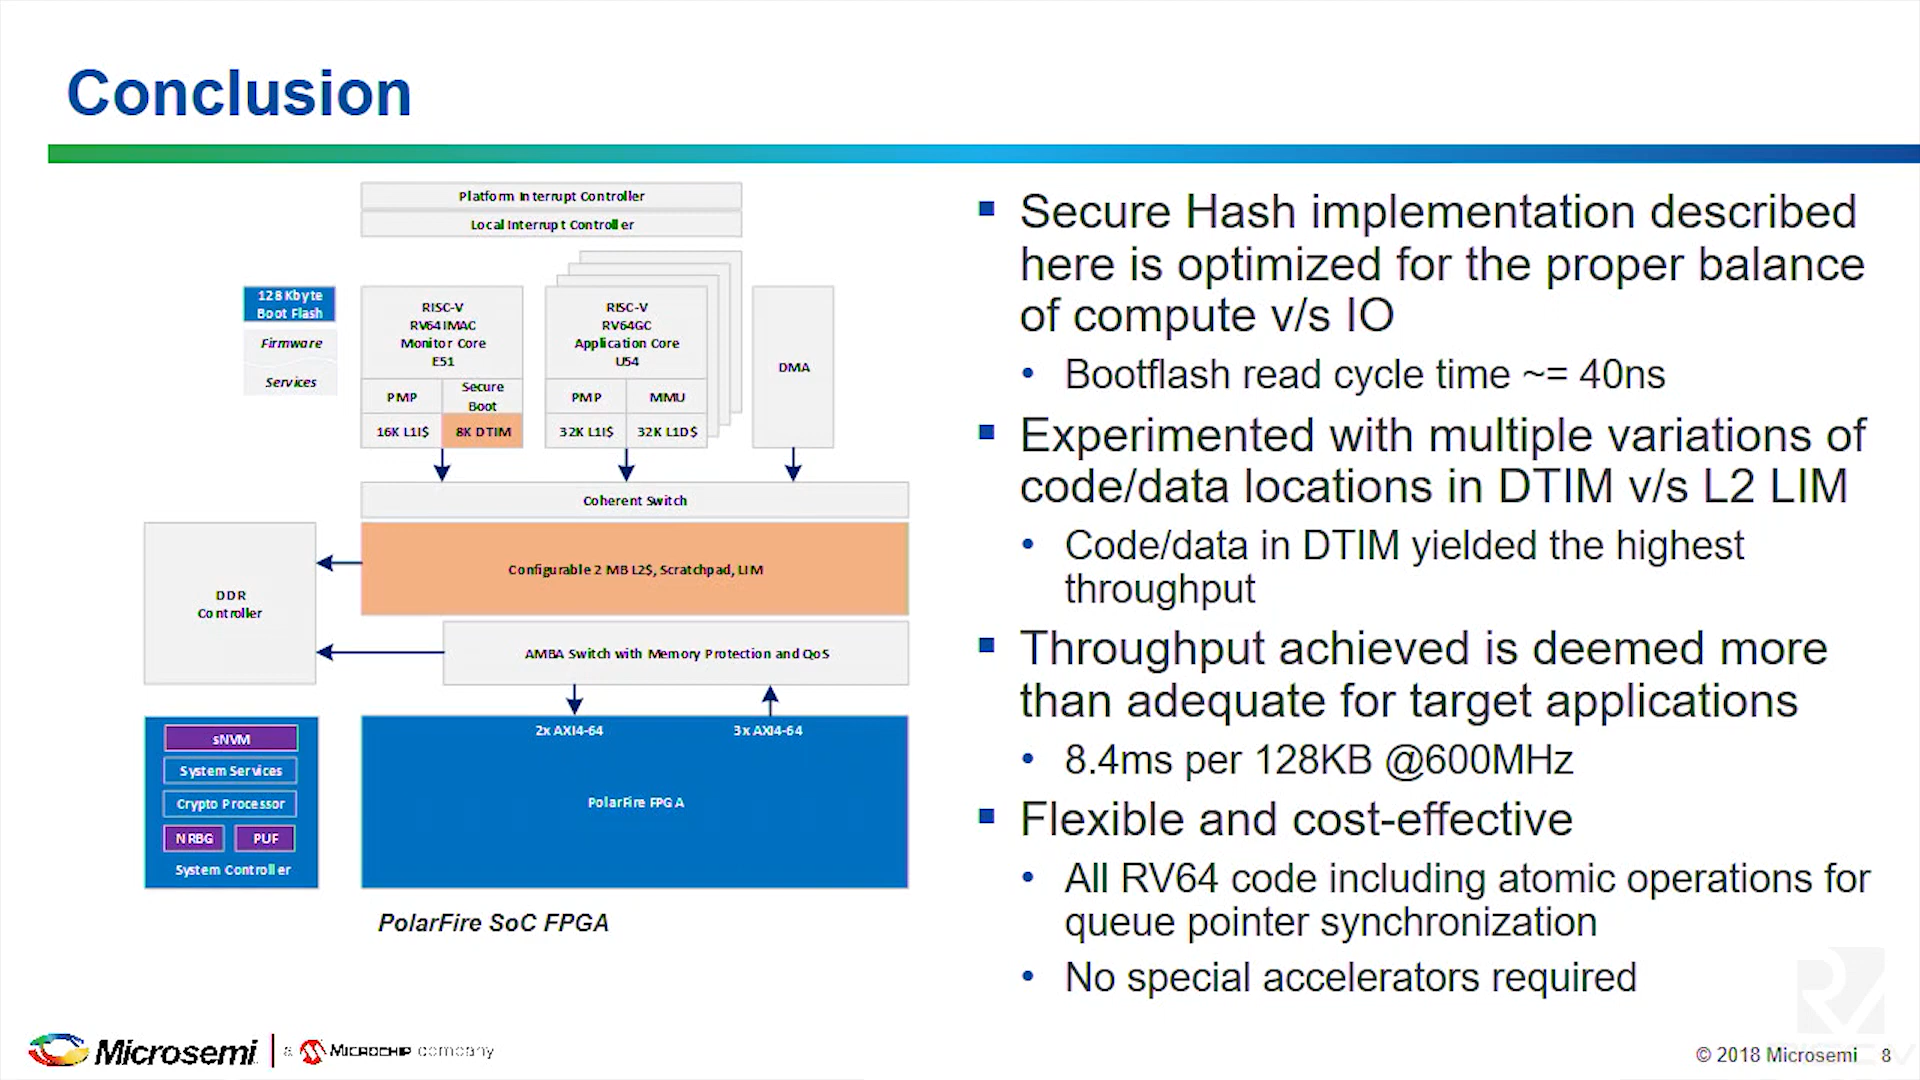 Conclusion
Platform Interrupt Controller
Local Interrupt Controller
128 Kbyte
Boot Flash
Firmware
Services
RISC-V
RV64IMAC
Monitor Core
E51
PMP
Secure
Boot
16K L1I$
8K DTIM
RISC-V
RV64GC
Application Core
U54
PMP
MMU
32K L1I$
32K L1D$
DMA
Coherent Switch
Configurable 2 MB L2$, Scratchpad, LIM
DDR
Controller
AMBA Switch with Memory Protection and QoS
2x AXI4-64
3x AXI4-64
PolarFire FPGA
sNVM
System Services
Crypto Processor
NRBG
PUF
System Controller
PolarFire SoC FPGA
Secure Hash implementation described
here is optimized for the proper balance
of compute v/s IO
Bootflash read cycle time ~= 40ns
Experimented with multiple variations of
code/data locations in DTIM v/s L2 LIM
Code/data in DTIM yielded the highest
throughput
Throughput achieved is deemed more
than adequate for target applications
8.4ms per 128KB @600MHz
Flexible and cost-effective
All RV64 code including atomic operations for
queue pointer synchronization
No special accelerators required
Microsemi
a MICROCHIP company
© 2018 Microsemi 8